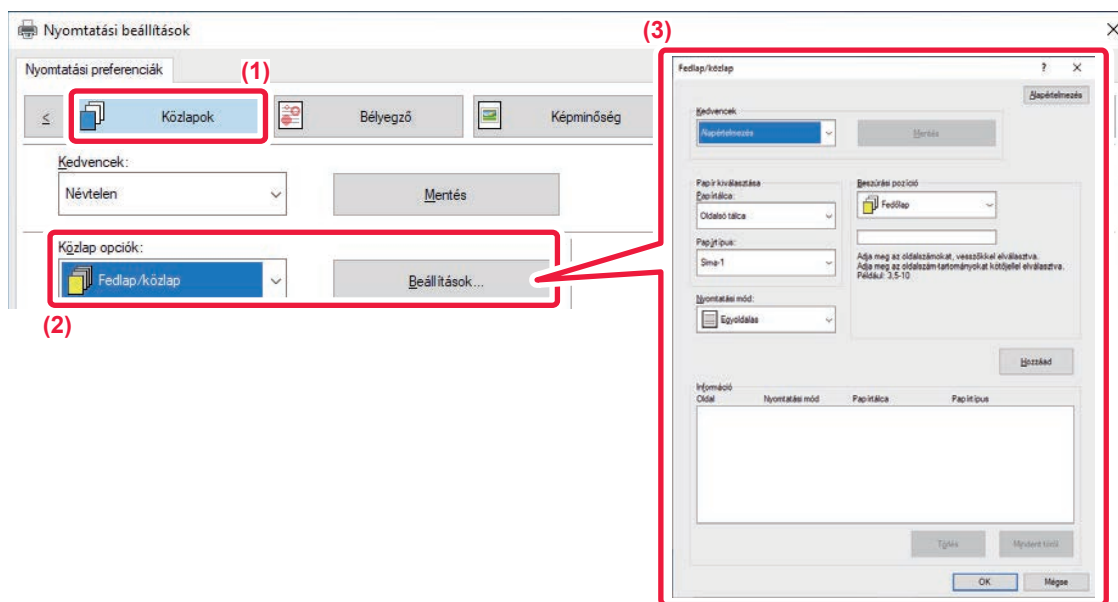 Nyomtatási beállítások
(3)
Nyomtatási preferenciák
(1)
≤
Közlapok
Bélyegző
Képminőség
Kedvencek:
Névtelen
Mentés
Közlap opciók:
Fedlap/közlap
Beállítások...
(2)
Fedlap/közlap
?
Alapértelmezés
Kedvencek
Alapértelmezés
Mentés
Papír kiválasztása
Papírtálca:
Oldalsó tálca
Papírtípus:
Sima-1
Nyomtatási mód:
Egyoldalas
Beszúrási pozíció
Fedőlap
Adja meg az oldalszámokat, vesszőkkel elválasztva.
Adja meg az oldalszám-tartományokat kötőjellel elválasztva.
Például: 3,5-10
Hozzáad
Információ
Oldal Nyomtatási mód Papírtálca Papírtípus
Törlés
Mindent töröl
OK
Mégse